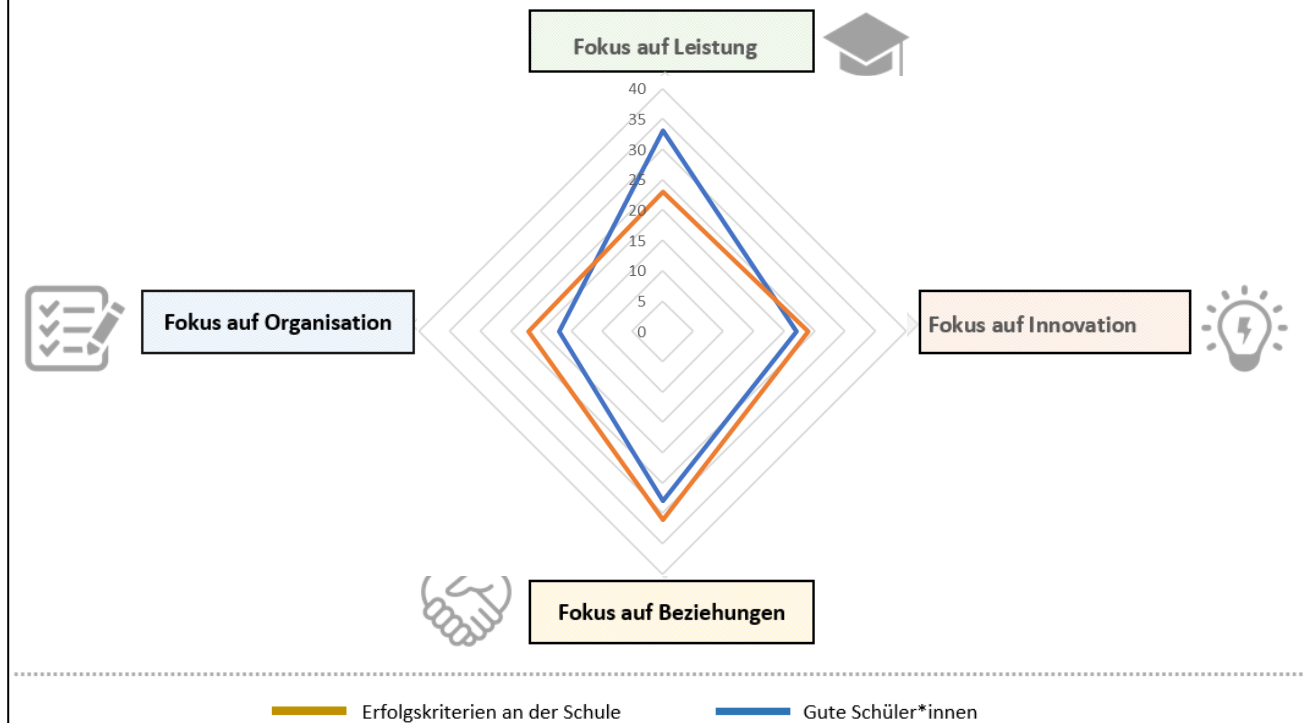 Fokus auf Leistung
40
35
30
25
20
15
10
5
0
Fokus auf Organisation
Fokus auf Innovation
Fokus auf Beziehungen
Erfolgskriterien an der Schule
Gute Schüler*innen